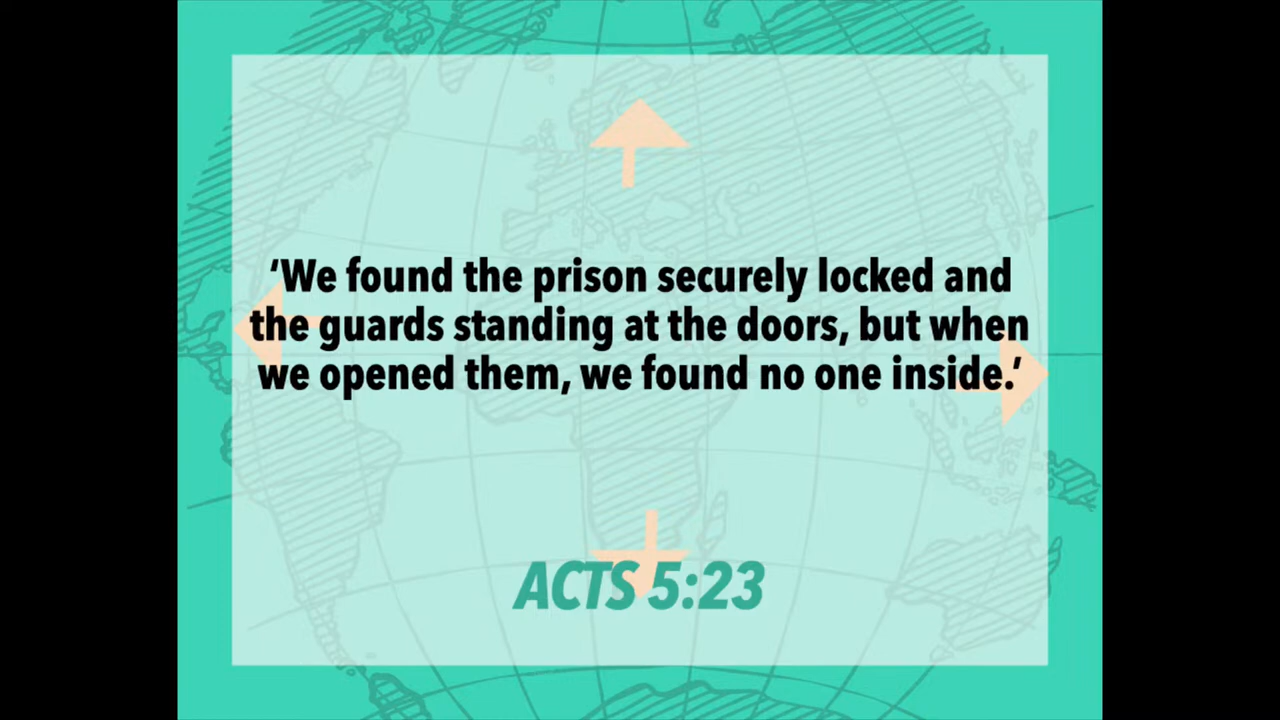 ‘We found the prison securely locked and
the guards standing at the doors, but when
we opened them, we found no one inside.’
ACTS 5:23